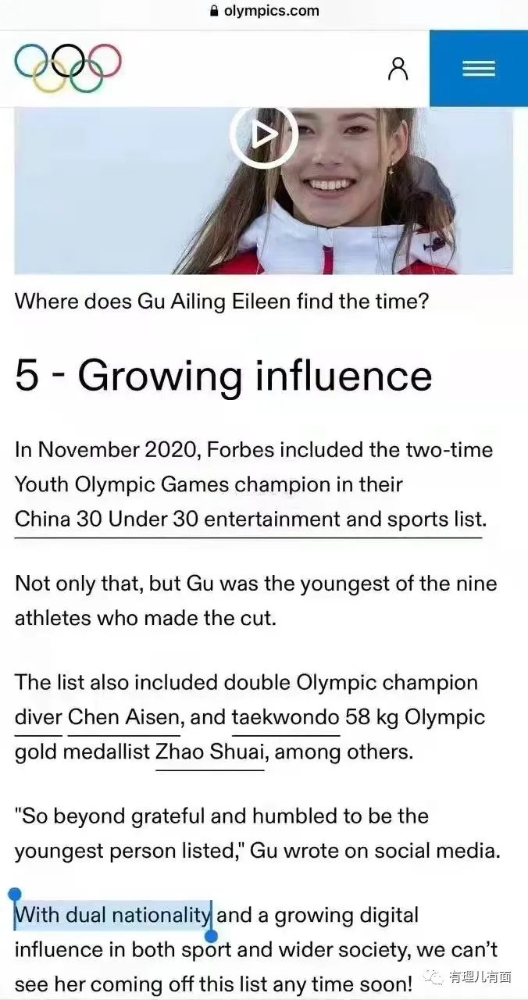 olympics.com
Where does Gu Ailing Eileen find the time?
5 - Growing influence
In November 2020, Forbes included the two-time
Youth Olympic Games champion in their
China 30 Under 30 entertainment and sports list.
Not only that, but Gu was the youngest of the nine
athletes who made the cut.
The list also included double Olympic champion
diver Chen Aisen, and taekwondo 58 kg Olympic
gold medallist Zhao Shuai, among others.
"So beyond grateful and humbled to be the
youngest person listed," Gu wrote on social media.
With dual nationality and a growing digital
influence in both sport and wider society, we can’t
see her coming off this list any time soon!
有理儿有面